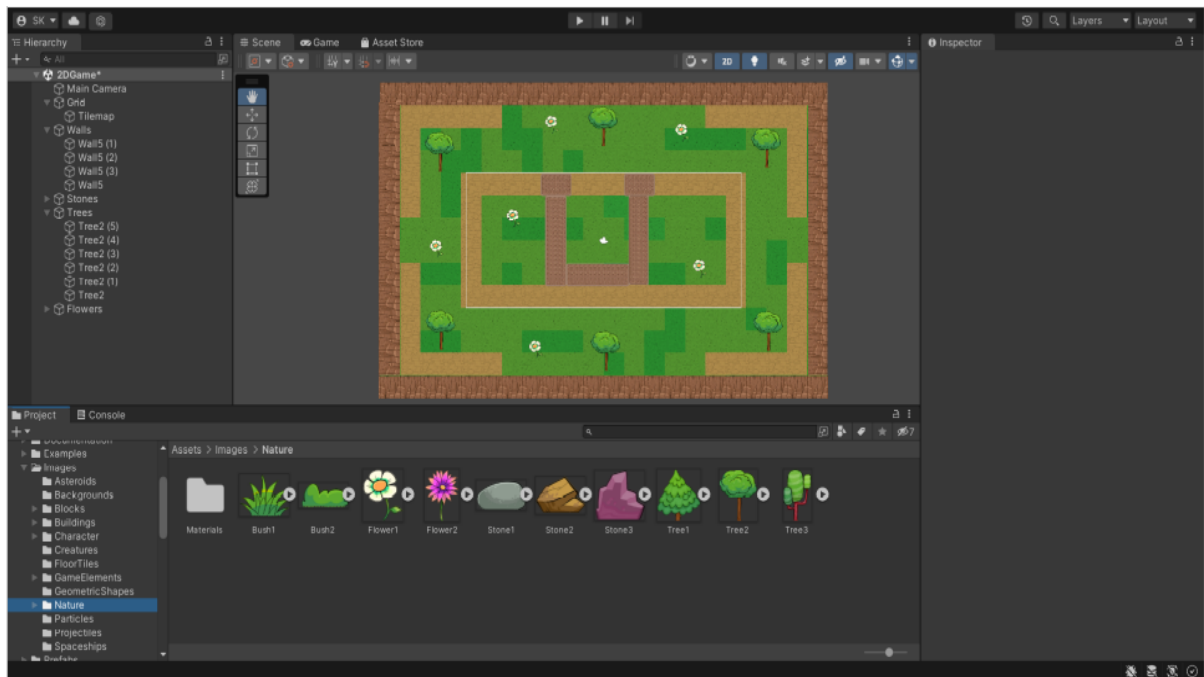 SK
Layers
Layout
Hierarchy
All
2DGame*
Main Camera
Grid
Tilemap
Walls
Wall5 (1)
Wall5 (2)
Wall5 (3)
Wall5
Stones
Trees
Tree2 (5)
Tree2 (4)
Tree2 (3)
Tree2 (2)
Tree2 (1)
Tree2
Flowers
Scene Game Asset Store
2D
Inspector
Project Console
7
Documentation
Examples
Images
Asteroids
Backgrounds
Blocks
Buildings
Character
Creatures
FloorTiles
GameElements
GeometricShapes
Nature
Particles
Projectiles
Spaceships
Prefabs
Assets > Images > Nature
Materials Bush1 Bush2 Flower1 Flower2 Stone1 Stone2 Stone3 Tree1 Tree2 Tree3